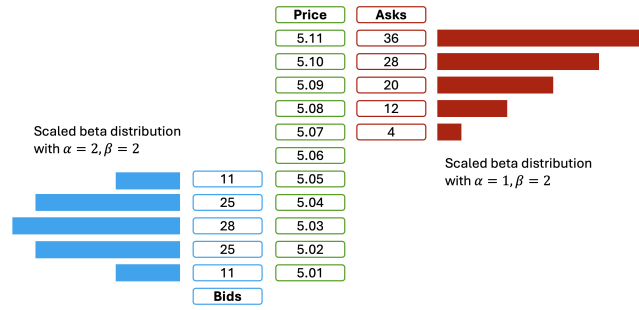 Price Asks
5.11 36
5.10 28
5.09 20
5.08 12
5.07 4
5.06
Scaled beta distribution
with α = 2, β = 2
Scaled beta distribution
with α = 1, β = 2
11 5.05
25 5.04
28 5.03
25 5.02
11 5.01
Bids